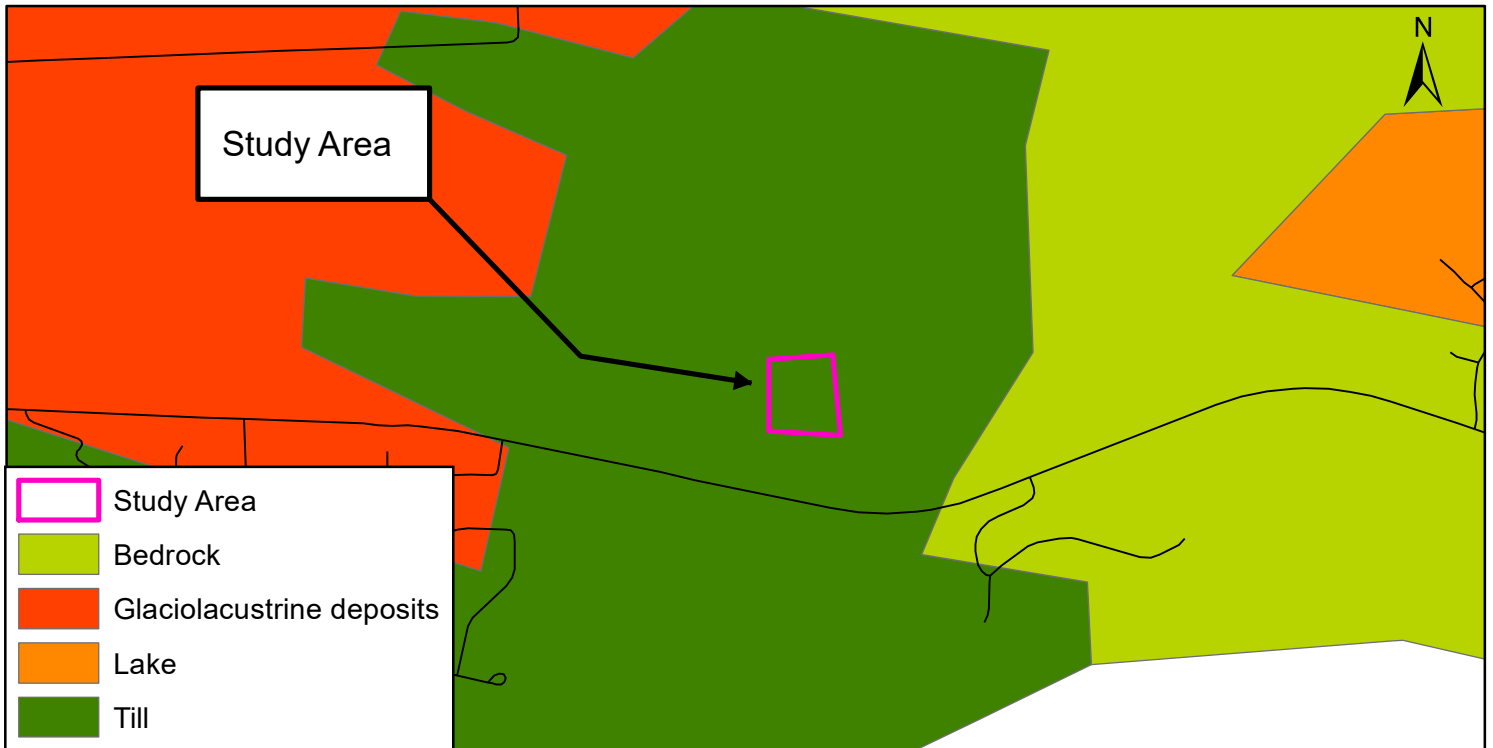 N
Study Area
Study Area
Bedrock
Glaciolacustrine deposits
Lake
Till